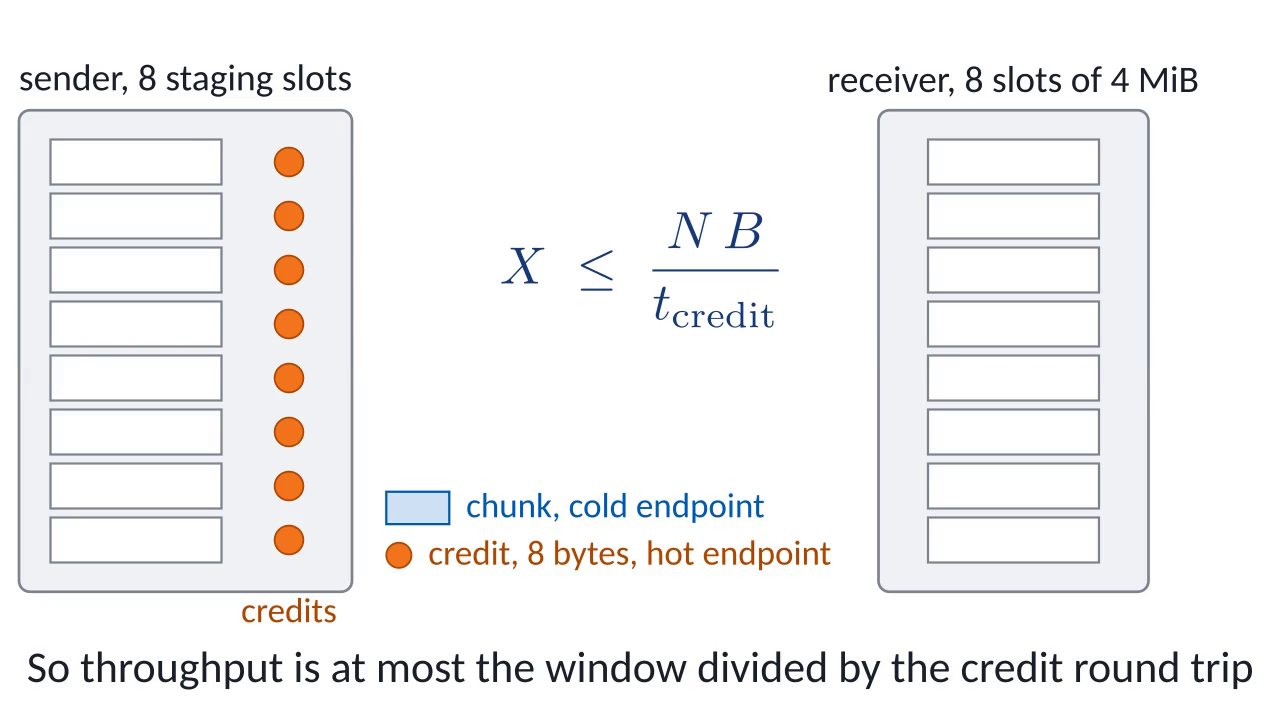 sender, 8 staging slots
receiver, 8 slots of 4 MiB
X ≤ N B / t_credit
chunk, cold endpoint
credit, 8 bytes, hot endpoint
credits
So throughput is at most the window divided by the credit round trip